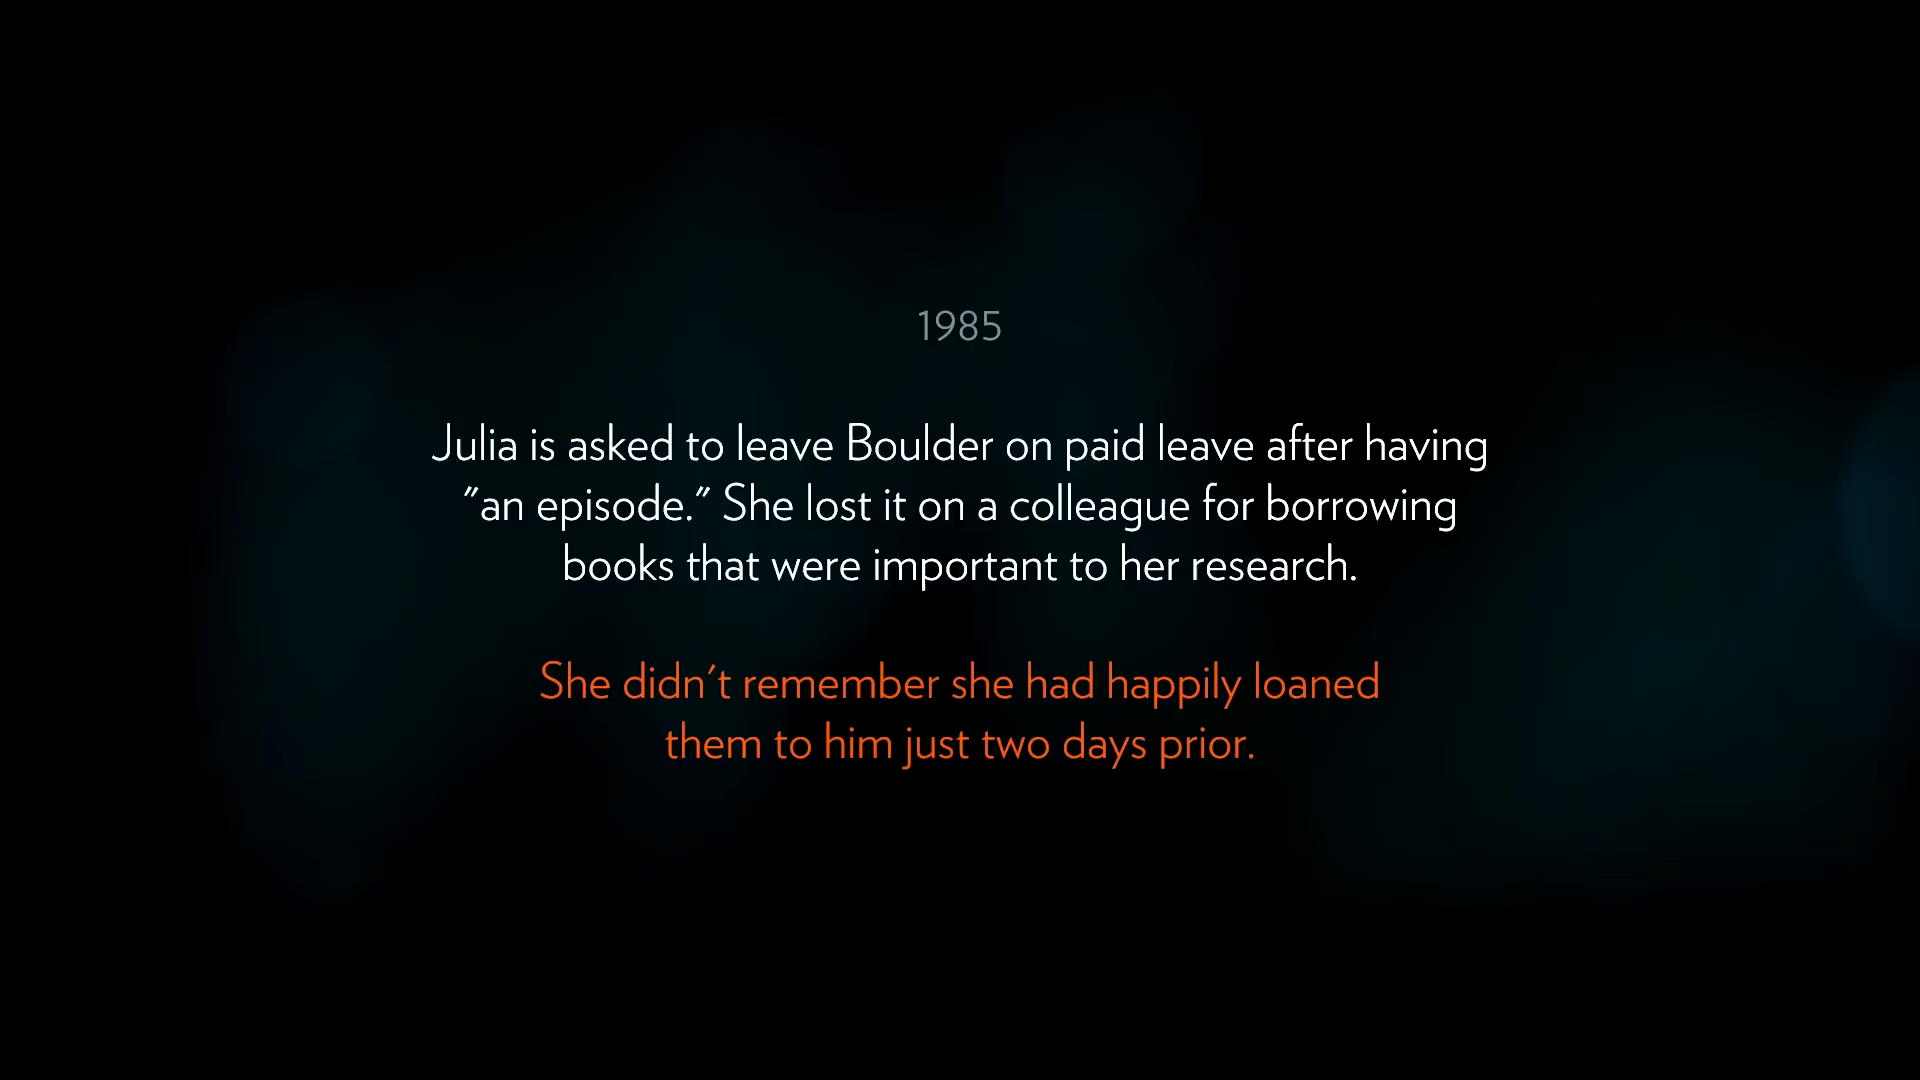 1985
Julia is asked to leave Boulder on paid leave after having
"an episode." She lost it on a colleague for borrowing
books that were important to her research.
She didn't remember she had happily loaned
them to him just two days prior.